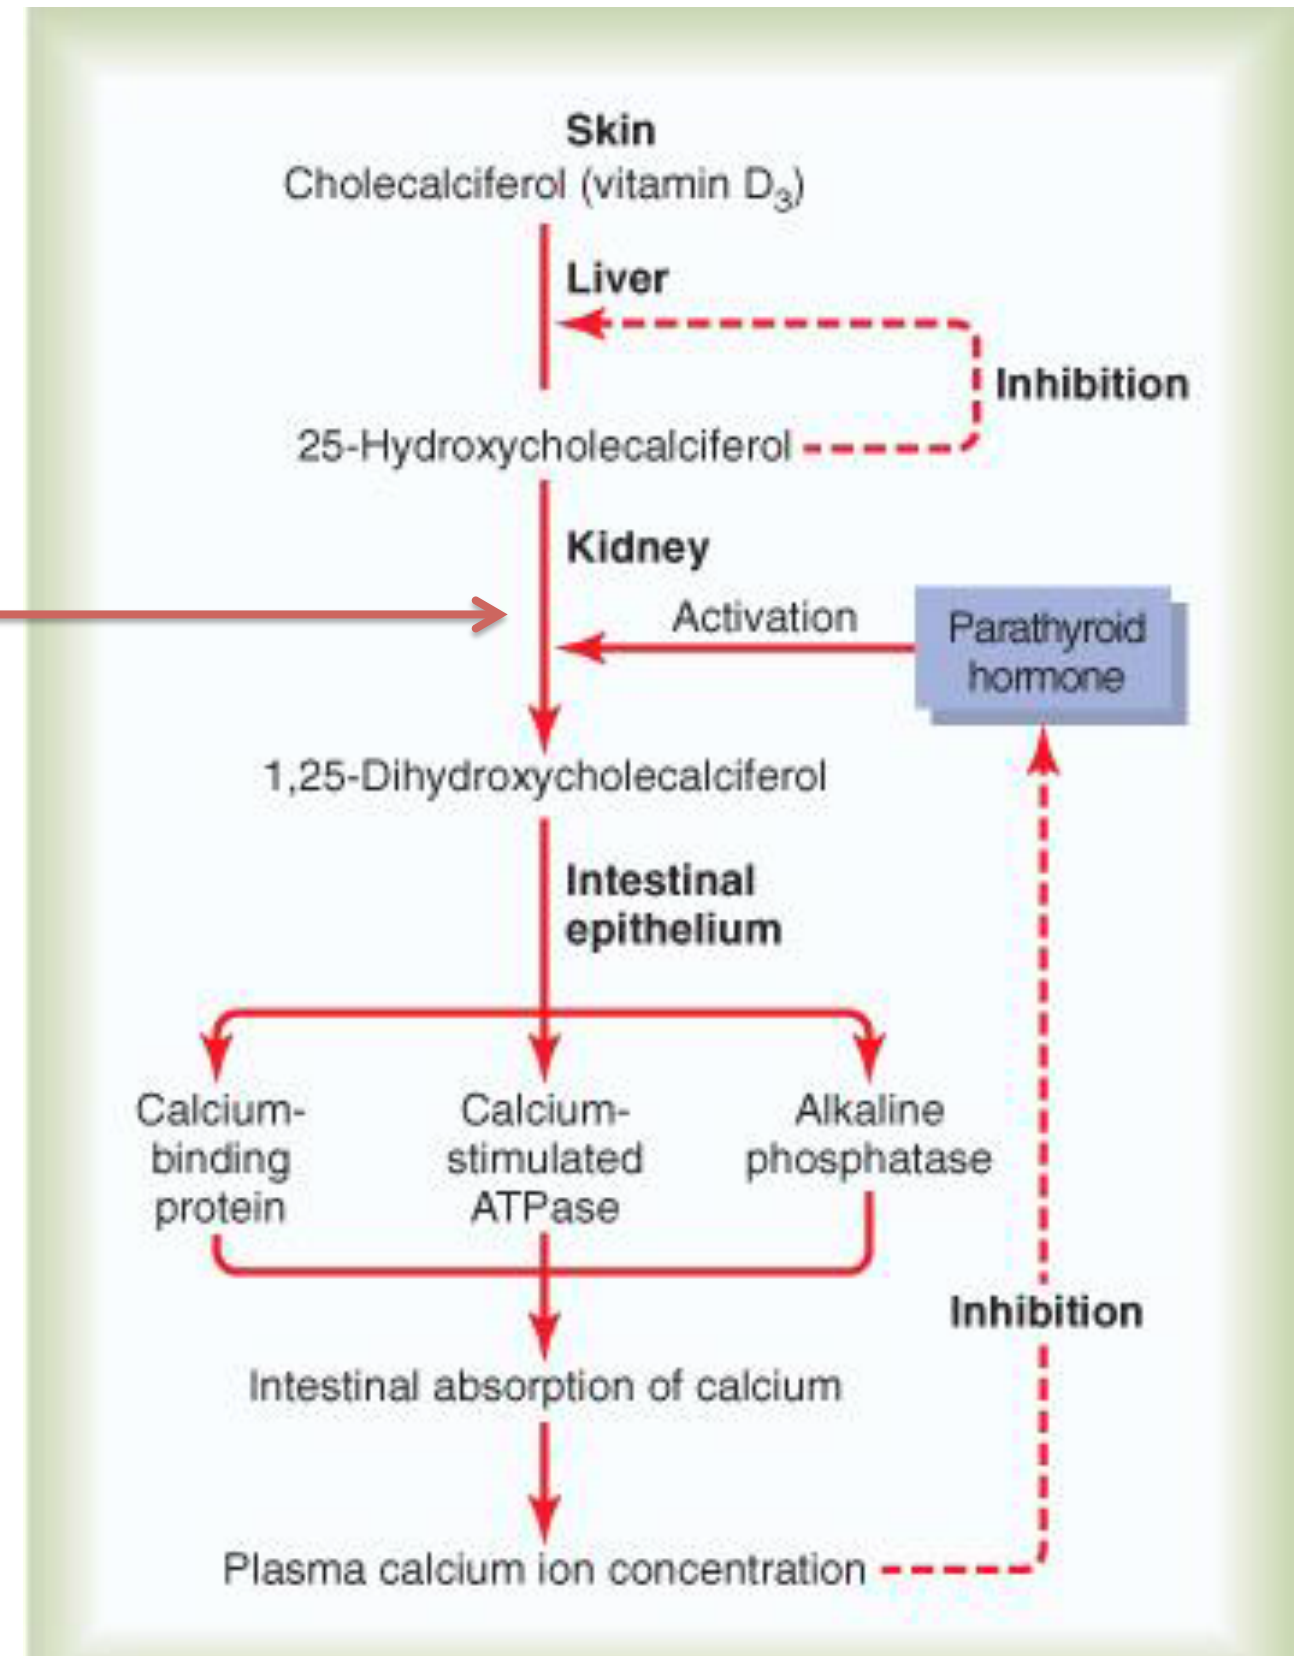 Skin
Cholecalciferol (vitamin D₃)
Liver
Inhibition
25-Hydroxycholecalciferol
Kidney
Activation
Parathyroid
hormone
1,25-Dihydroxycholecalciferol
Intestinal
epithelium
Calcium-
binding
protein
Calcium-
stimulated
ATPase
Alkaline
phosphatase
Inhibition
Intestinal absorption of calcium
Plasma calcium ion concentration